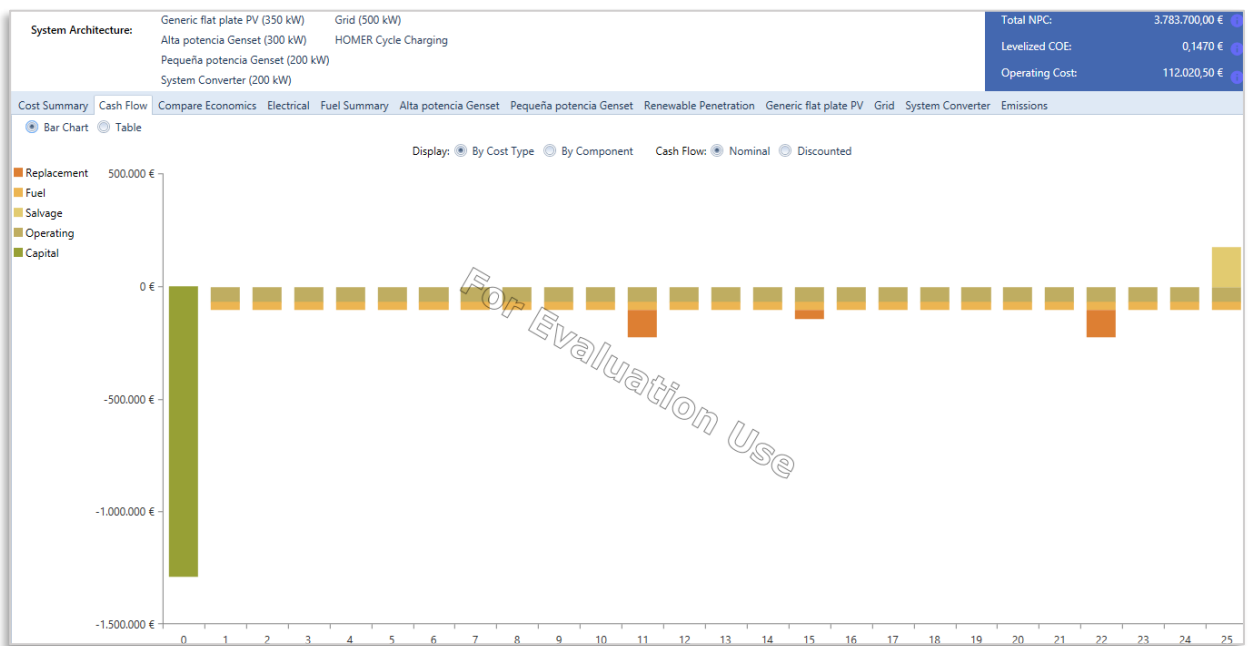 System Architecture:
Generic flat plate PV (350 kW)
Alta potencia Genset (300 kW)
Pequeña potencia Genset (200 kW)
System Converter (200 kW)
Grid (500 kW)
HOMER Cycle Charging
Total NPC: 3.783.700,00 €
Levelized COE: 0,1470 €
Operating Cost: 112.020,50 €
Cost Summary Cash Flow Compare Economics Electrical Fuel Summary Alta potencia Genset Pequeña potencia Genset Renewable Penetration Generic flat plate PV Grid System Converter Emissions
Bar Chart Table
Display: By Cost Type By Component Cash Flow: Nominal Discounted
Replacement
Fuel
Salvage
Operating
Capital
500.000 €
0 €
-500.000 €
-1.000.000 €
-1.500.000 €
For Evaluation Use
0 1 2 3 4 5 6 7 8 9 10 11 12 13 14 15 16 17 18 19 20 21 22 23 24 25